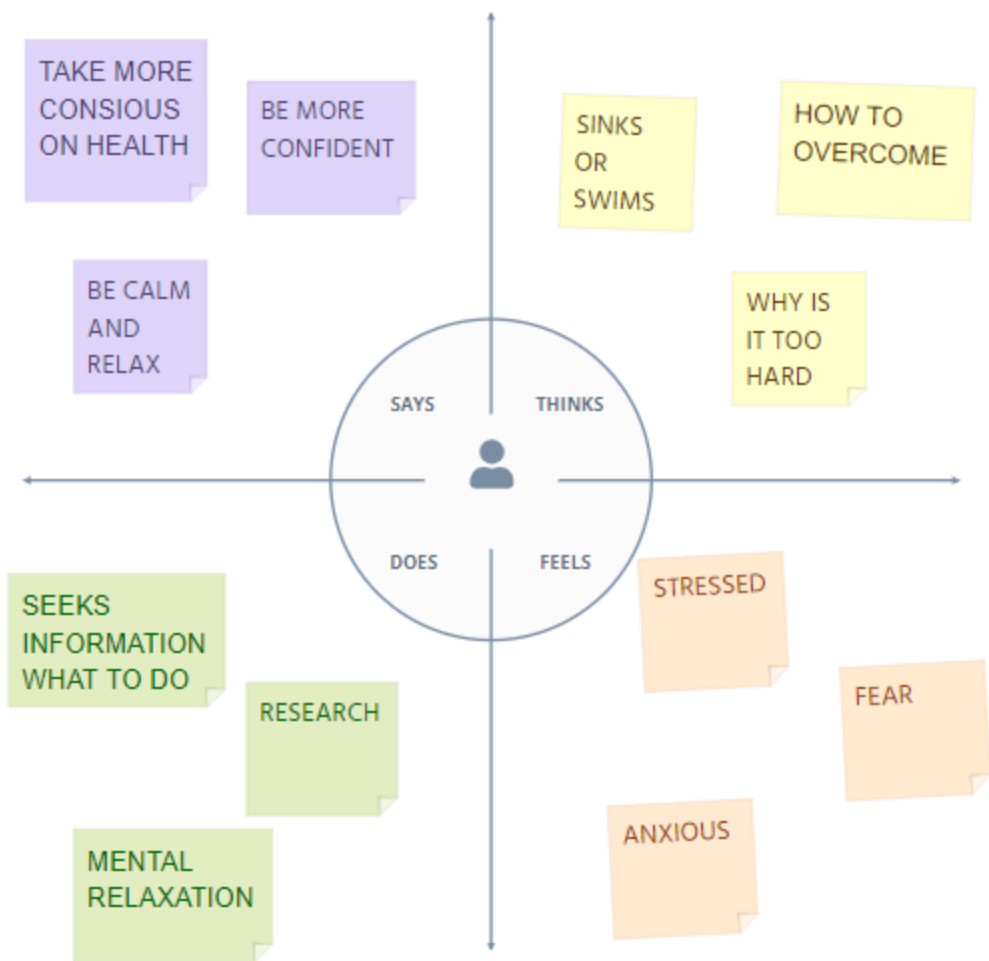 TAKE MORE
CONSIOUS
ON HEALTH
BE MORE
CONFIDENT
BE CALM
AND
RELAX
SINKS
OR
SWIMS
HOW TO
OVERCOME
WHY IS
IT TOO
HARD
SAYS
THINKS
DOES
FEELS
SEEKS
INFORMATION
WHAT TO DO
RESEARCH
MENTAL
RELAXATION
STRESSED
FEAR
ANXIOUS